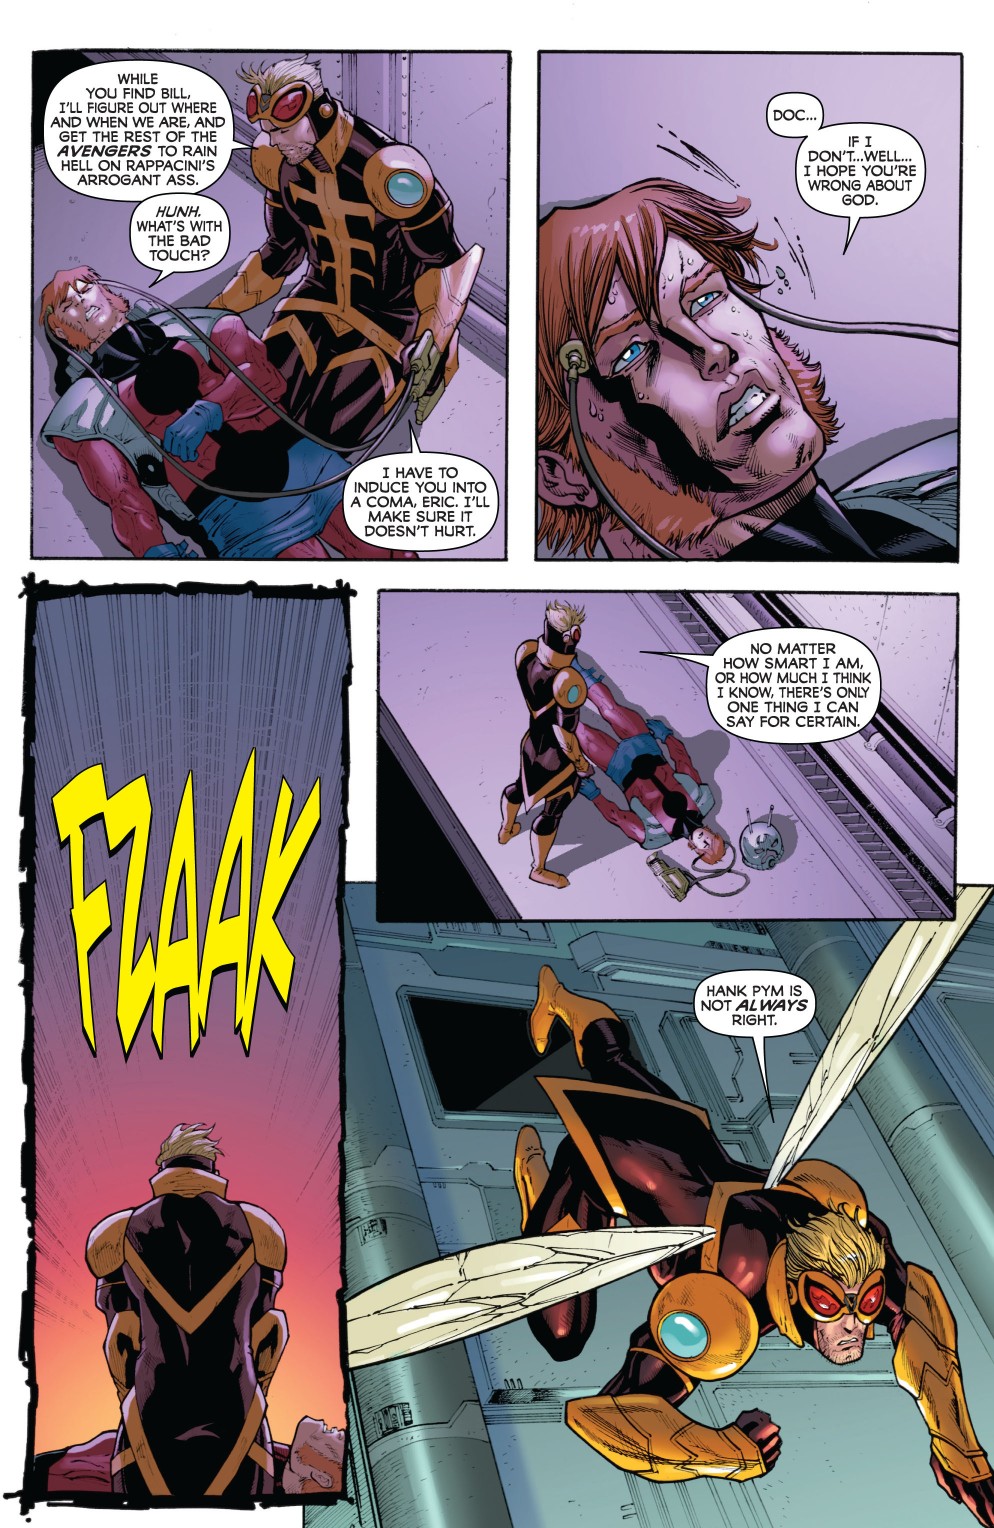 WHILE
YOU FIND BILL,
I'LL FIGURE OUT WHERE
AND WHEN WE ARE, AND
GET THE REST OF THE
AVENGERS TO RAIN
HELL ON RAPPACINI'S
ARROGANT ASS.
HUNH.
WHAT'S WITH
THE BAD
TOUCH?
I HAVE TO
INDUCE YOU INTO
A COMA, ERIC. I'LL
MAKE SURE IT
DOESN'T HURT.
DOC...
IF I
DON'T...WELL...
I HOPE YOU'RE
WRONG ABOUT
GOD.
FZAAK
NO MATTER
HOW SMART I AM,
OR HOW MUCH I THINK
I KNOW, THERE'S ONLY
ONE THING I CAN
SAY FOR CERTAIN.
HANK PYM IS
NOT ALWAYS
RIGHT.